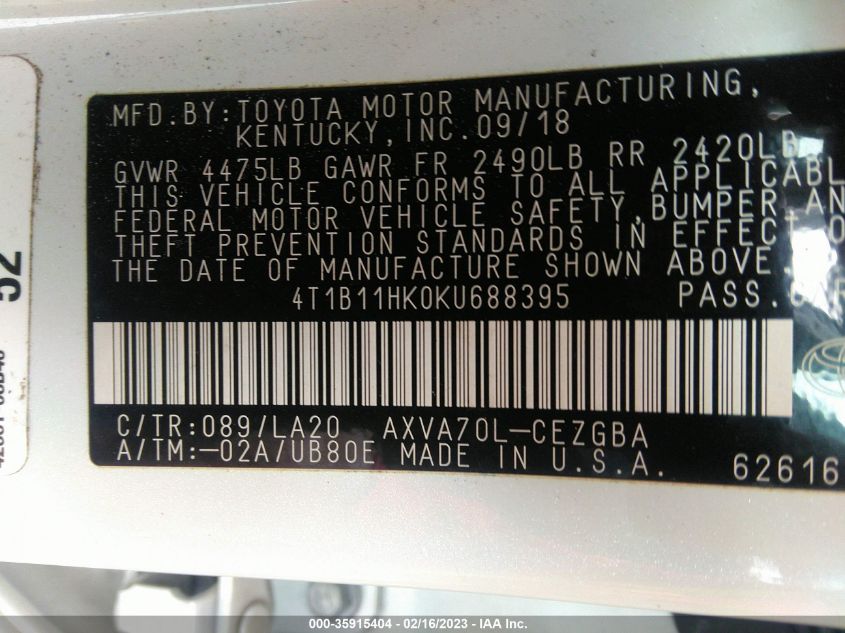 MFD.BY:TOYOTA MOTOR MANUFACTURING,
KENTUCKY,INC.09/18
GVWR 4475LB GAWR FR 2490LB RR 2420LB
THIS VEHICLE CONFORMS TO ALL APPLICABL
FEDERAL MOTOR VEHICLE SAFETY,BUMPER,AN
THEFT PREVENTION STANDARDS IN EFFECT O
THE DATE OF MANUFACTURE SHOWN ABOVE.
4T1B11HK0KU688395 PASS.CAR
C/TR:089/LA20 AXVA70L-CEZGBA
A/TM:-02A/UB80E MADE IN U.S.A.
62616
52
000-35915404 - 02/16/2023 - IAA Inc.